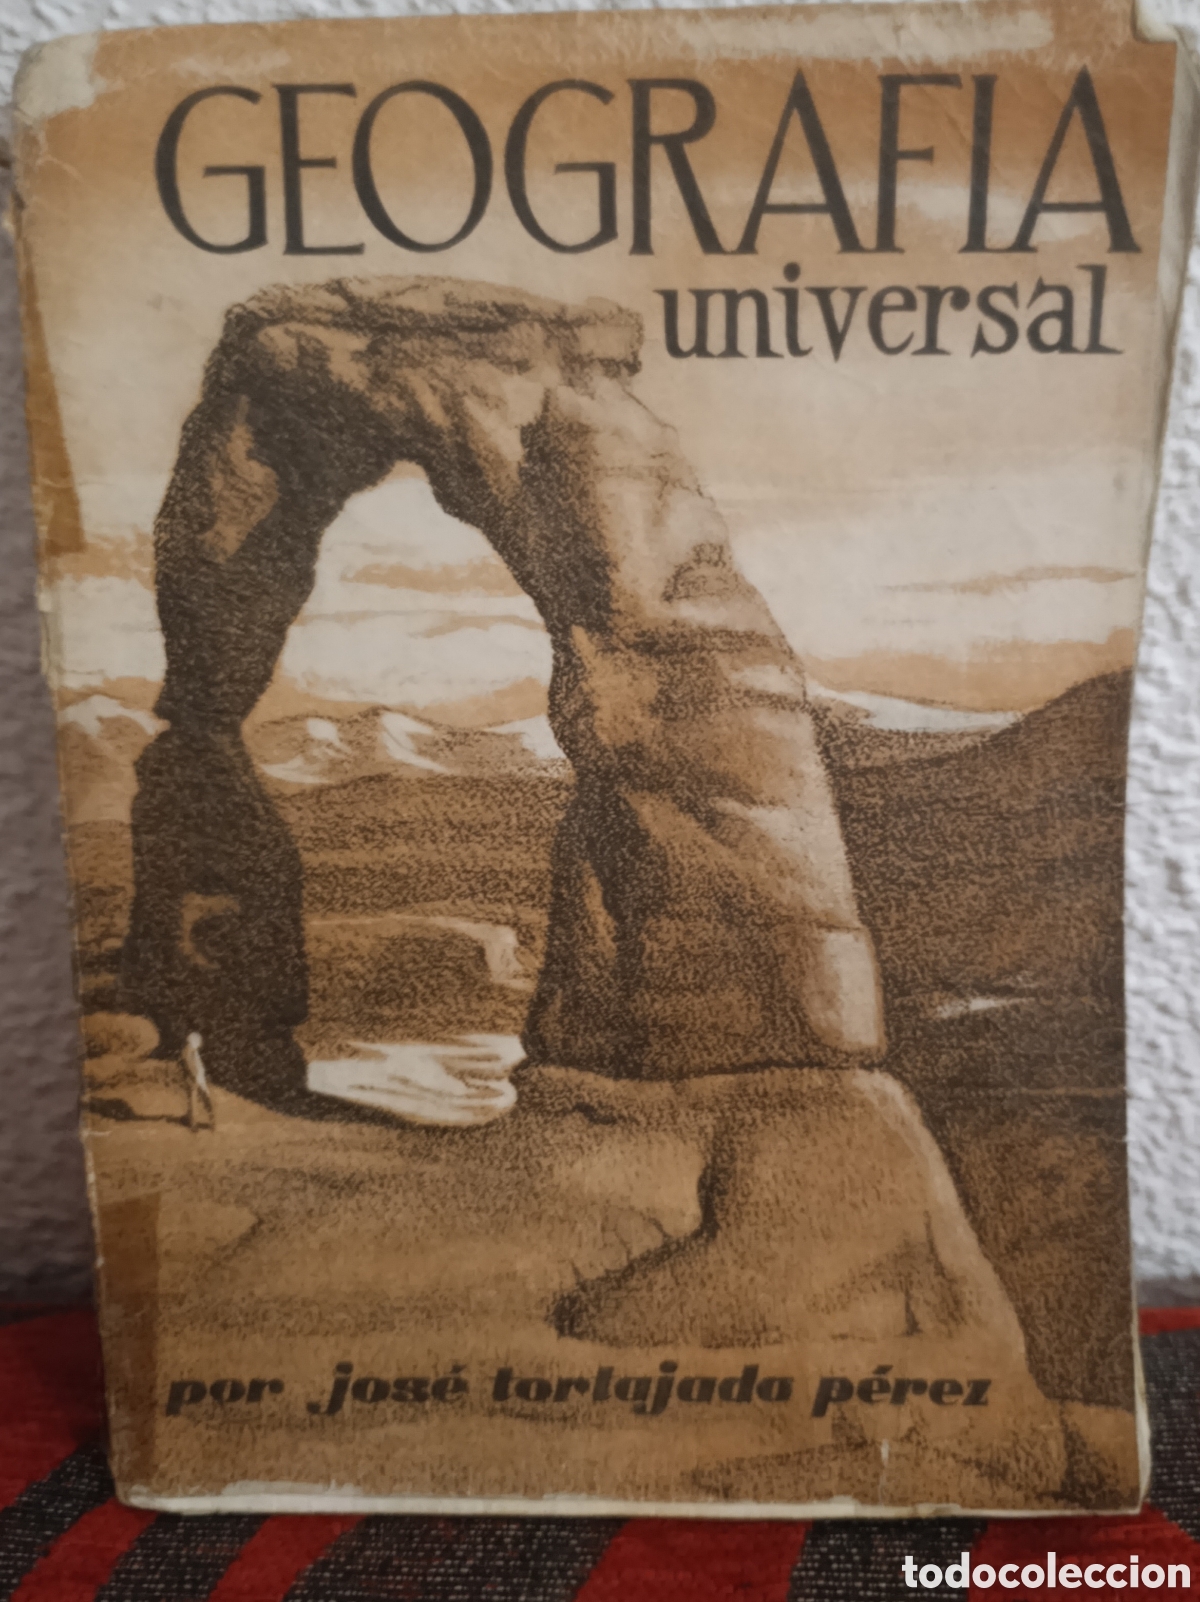 GEOGRAFIA
universal
por josé tortajada pérez
todocoleccion